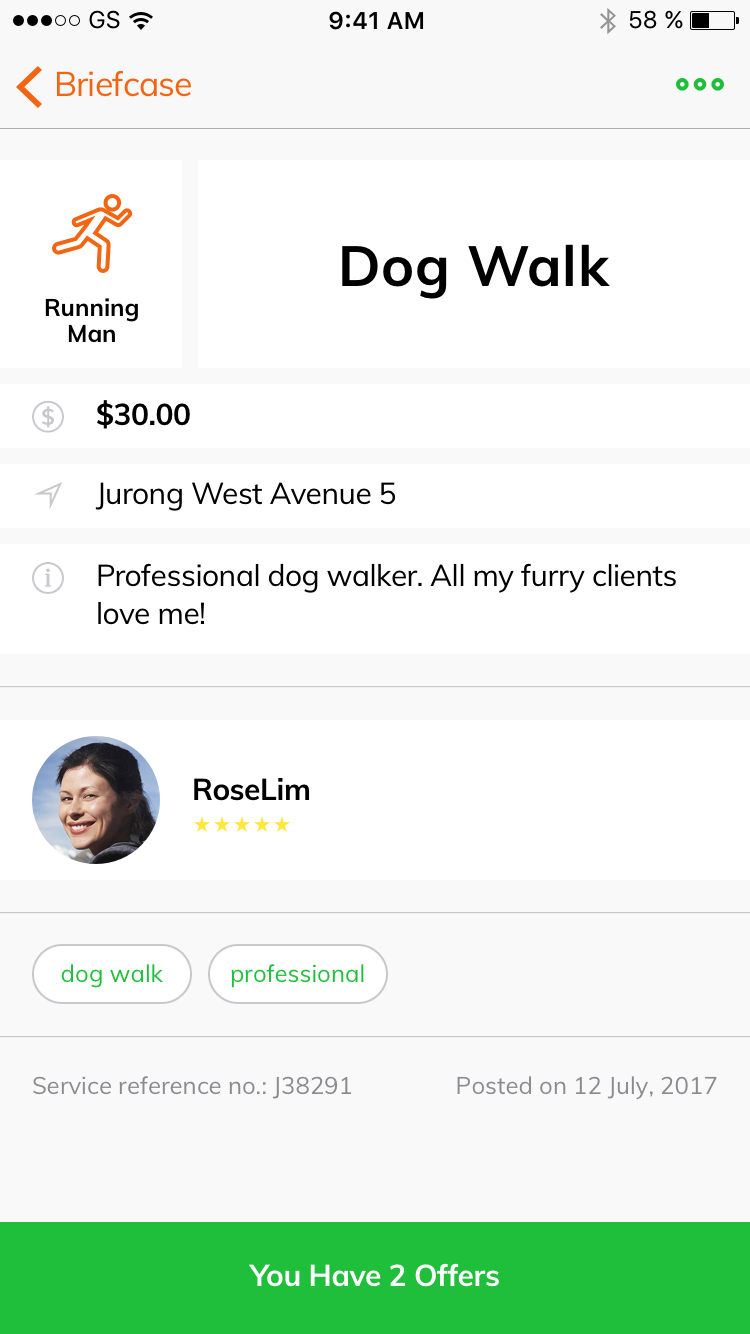 GS 9:41 AM 58 %
Briefcase
Running
Man
Dog Walk
$30.00
Jurong West Avenue 5
Professional dog walker. All my furry clients
love me!
RoseLim
dog walk professional
Service reference no.: J38291 Posted on 12 July, 2017
You Have 2 Offers